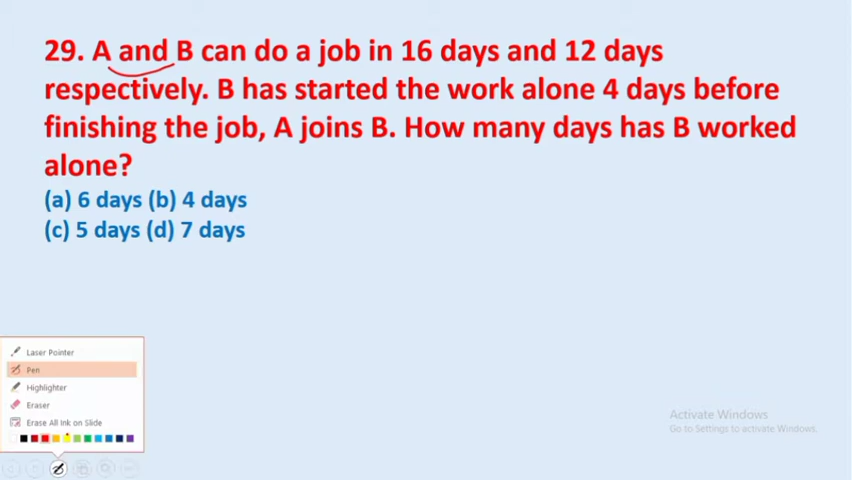 29. A and B can do a job in 16 days and 12 days
respectively. B has started the work alone 4 days before
finishing the job, A joins B. How many days has B worked
alone?
(a) 6 days (b) 4 days
(c) 5 days (d) 7 days
Laser Pointer
Pen
Highlighter
Eraser
Erase All Ink on Slide
Activate Windows
Go to Settings to activate Windows.